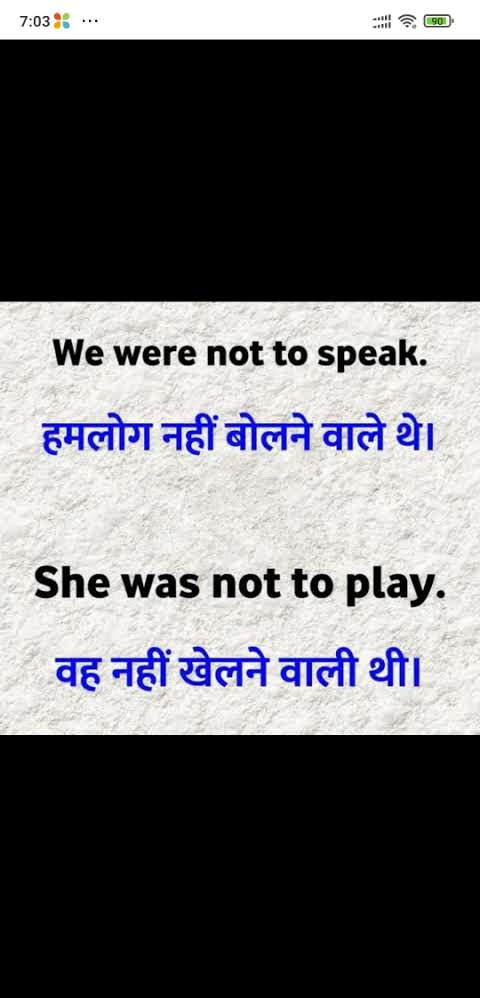 7:03 ...
90
We were not to speak.
हमलोग नहीं बोलने वाले थे।
She was not to play.
वह नहीं खेलने वाली थी।